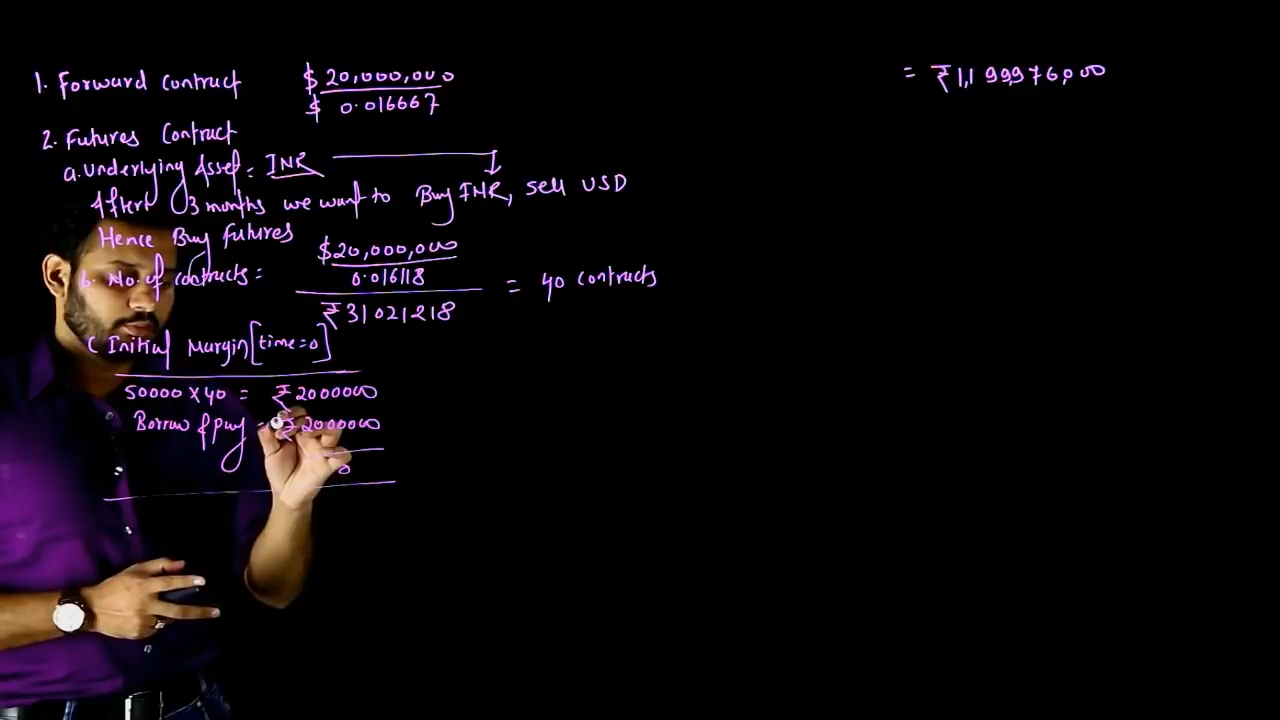 1. Forward Contract $ 20,000,000 / $ 0.016667 = ₹1,199,976,000
2. Futures Contract
a. Underlying Asset = INR
After 3 months we want to Buy INR, Sell USD
Hence Buy futures
b. No. of contracts = $20,000,000 / 0.016118 / ₹31021218 = 40 contracts
C Initial Margin [time=0]
50000 x 40 = ₹2000000
Borrow & pay - ₹2000000
0